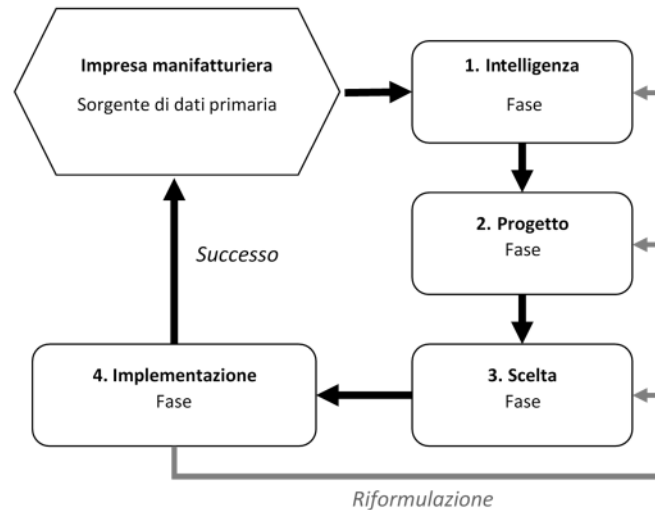 Impresa manifatturiera
Sorgente di dati primaria
1. Intelligenza
Fase
2. Progetto
Fase
Successo
4. Implementazione
Fase
3. Scelta
Fase
Riformulazione